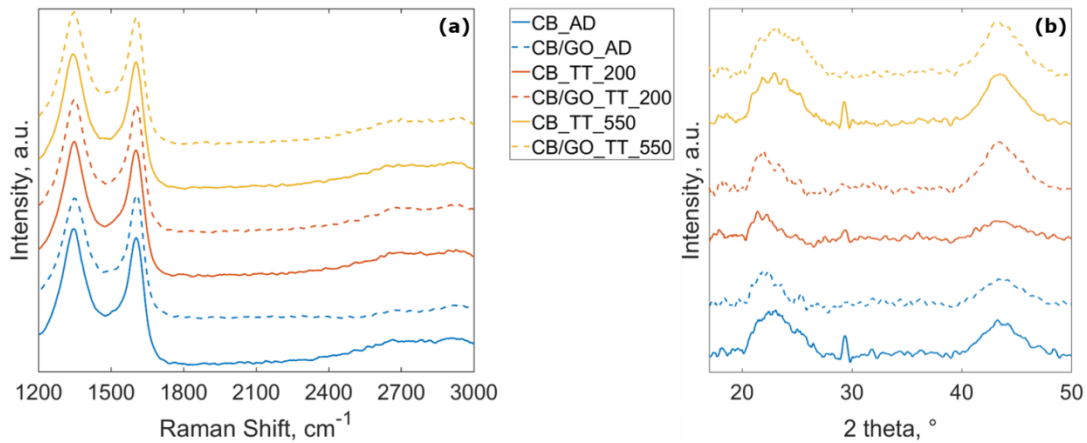 (a)
Intensity, a.u.
1200 1500 1800 2100 2400 2700 3000
Raman Shift, cm⁻¹
CB_AD
CB/GO_AD
CB_TT_200
CB/GO_TT_200
CB_TT_550
CB/GO_TT_550
(b)
Intensity, a.u.
20 30 40 50
2 theta, °